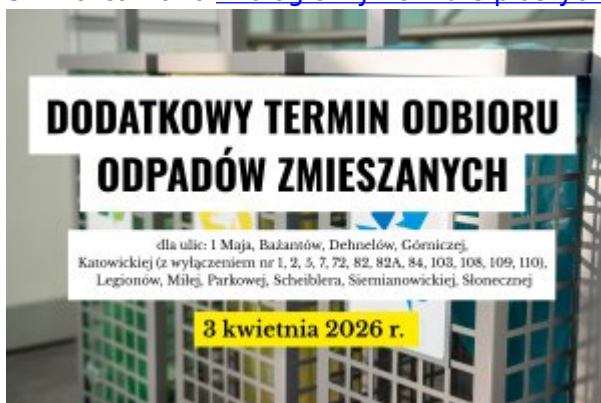 DODATKOWY TERMIN ODBIORU
ODPADÓW ZMIESZANYCH
dla ulic: 1 Maja, Bażantów, Dehnelów, Górniczej,
Katowickiej (z wyłączeniem nr 1, 2, 5, 7, 72, 82, 82A, 84, 103, 108, 109, 110),
Legionów, Miłej, Parkowej, Scheiblera, Siemianowickiej, Słonecznej
3 kwietnia 2026 r.